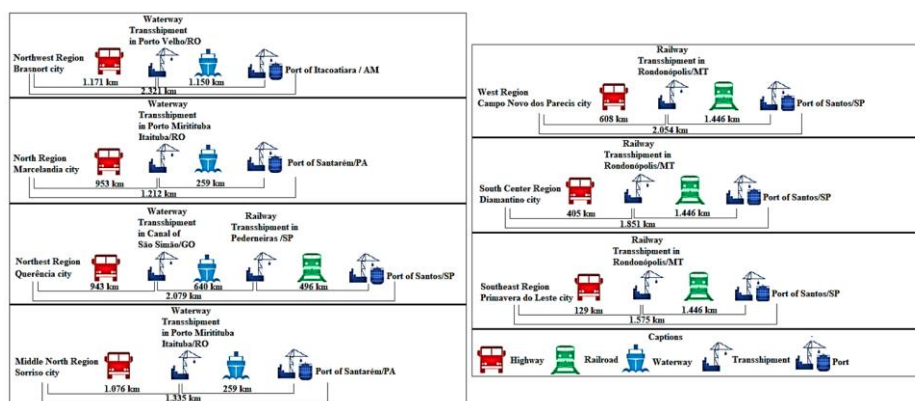 Waterway
Transshipment
in Porto Velho/RO
Northwest Region
Brasnort city
Port of Itacoatiara / AM
1.171 km
1.150 km
2.321 km
Waterway
Transshipment
in Porto Miritituba
Itaituba/RO
North Region
Marcelandia city
Port of Santarém/PA
953 km
259 km
1.212 km
Waterway
Transshipment
in Canal of
São Simão/GO
Railway
Transshipment in
Pederneiras /SP
Northest Region
Querência city
Port of Santos/SP
943 km
640 km
496 km
2.079 km
Waterway
Transshipment
in Porto Miritituba
Itaituba/RO
Middle North Region
Sorriso city
Port of Santarém/PA
1.076 km
259 km
1.335 km
Railway
Transshipment in
Rondonópolis/MT
West Region
Campo Novo dos Parecis city
Port of Santos/SP
608 km
1.446 km
2.054 km
Railway
Transshipment in
Rondonópolis/MT
South Center Region
Diamantino city
Port of Santos/SP
405 km
1.446 km
1.851 km
Railway
Transshipment in
Rondonópolis/MT
Southeast Region
Primavera do Leste city
Port of Santos/SP
129 km
1.446 km
1.575 km
Captions
Highway
Railroad
Waterway
Transshipment
Port